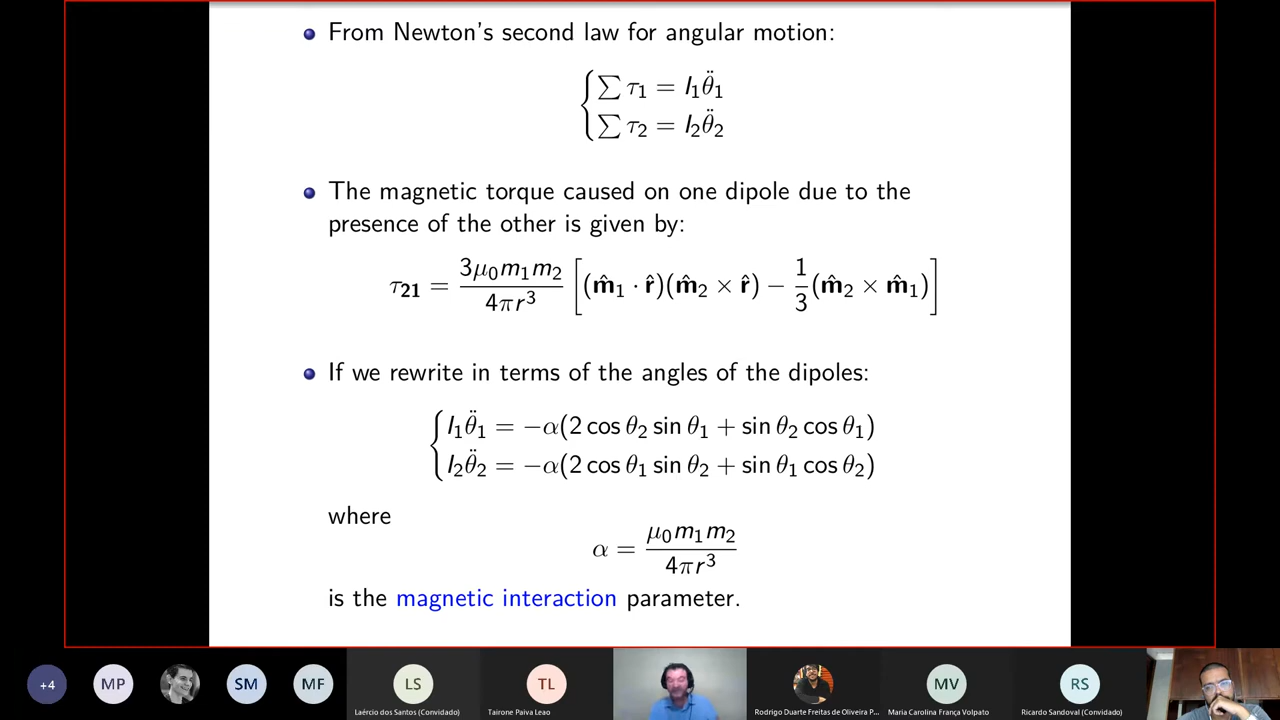 From Newton's second law for angular motion:
∑ τ₁ = I₁θ̈₁
∑ τ₂ = I₂θ̈₂
The magnetic torque caused on one dipole due to the
presence of the other is given by:
τ₂₁ = 3μ₀m₁m₂ / 4πr³ [(m̂₁ · r̂)(m̂₂ × r̂) − 1/3 (m̂₂ × m̂₁)]
If we rewrite in terms of the angles of the dipoles:
I₁θ̈₁ = −α(2 cos θ₂ sin θ₁ + sin θ₂ cos θ₁)
I₂θ̈₂ = −α(2 cos θ₁ sin θ₂ + sin θ₁ cos θ₂)
where
α = μ₀m₁m₂ / 4πr³
is the magnetic interaction parameter.
+4 MP SM MF LS TL MV RS
Laércio dos Santos (Convidado) Tairone Paiva Leao Rodrigo Duarte Freitas de Oliveira P... Maria Carolina França Volpato Ricardo Sandoval (Convidado)